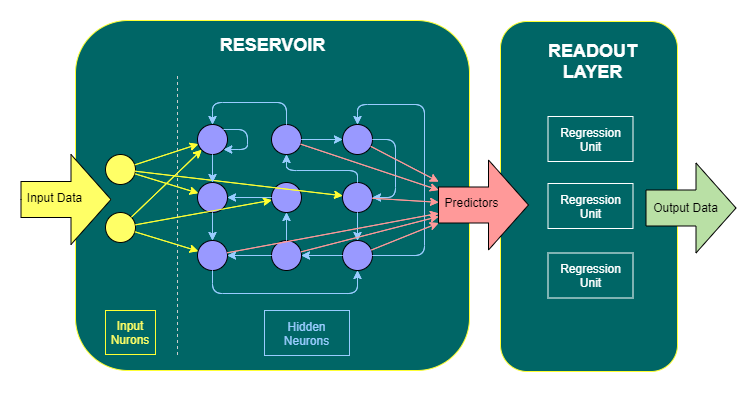 RESERVOIR
READOUT
LAYER
Input Data
Predictors
Regression
Unit
Regression
Unit
Regression
Unit
Output Data
Input
Nurons
Hidden
Neurons